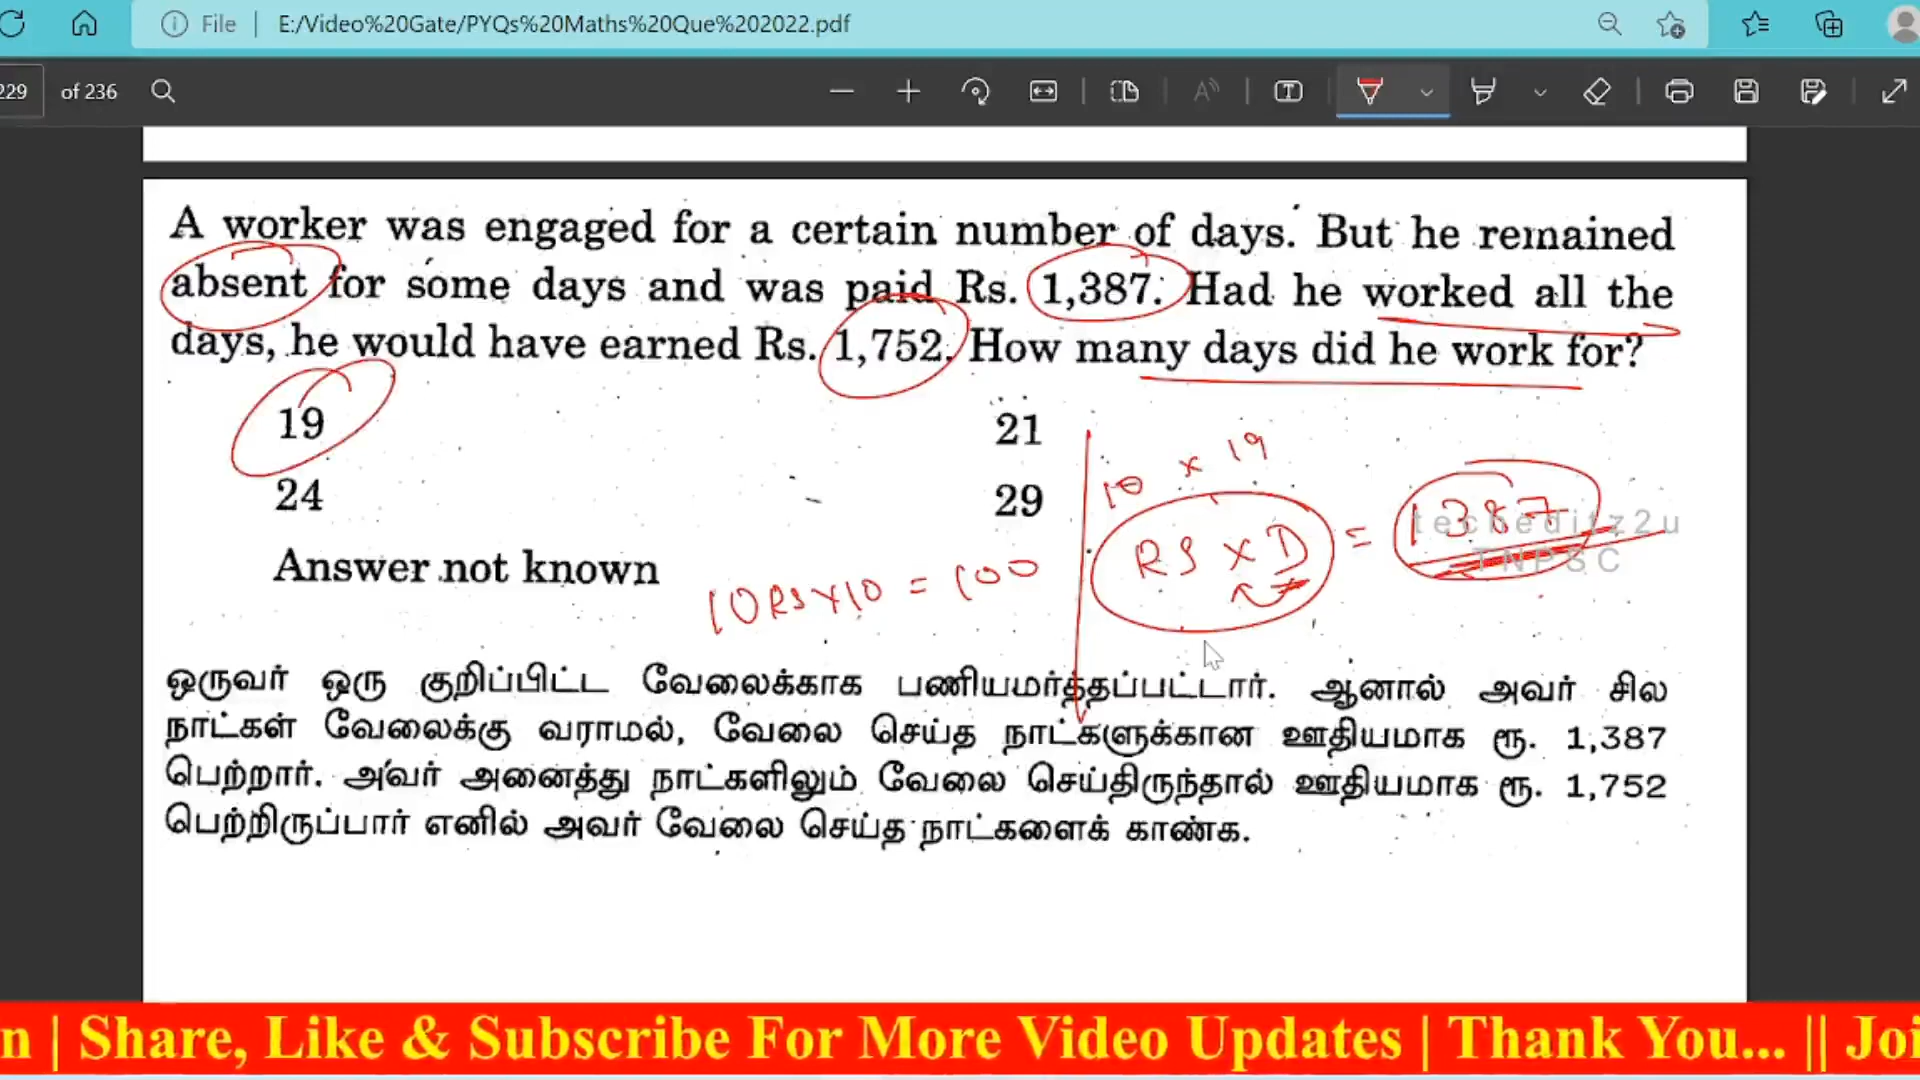 File | E:/Video%20Gate/PYQs%20Maths%20Que%202022.pdf
229 of 236
A worker was engaged for a certain number of days. But he remained
absent for some days and was paid Rs. 1,387. Had he worked all the
days, he would have earned Rs. 1,752. How many days did he work for?
19 21
24 29
Answer not known
10 × 19
RS × D = 1387
10RS×10 = 100
techeditz2u
TNPSC
ஒருவர் ஒரு குறிப்பிட்ட வேலைக்காக பணியமர்த்தப்பட்டார். ஆனால் அவர் சில
நாட்கள் வேலைக்கு வராமல், வேலை செய்த நாட்களுக்கான ஊதியமாக ரூ. 1,387
பெற்றார். அவர் அனைத்து நாட்களிலும் வேலை செய்திருந்தால் ஊதியமாக ரூ. 1,752
பெற்றிருப்பார் எனில் அவர் வேலை செய்த நாட்களைக் காண்க.
n | Share, Like & Subscribe For More Video Updates | Thank You... || Joi